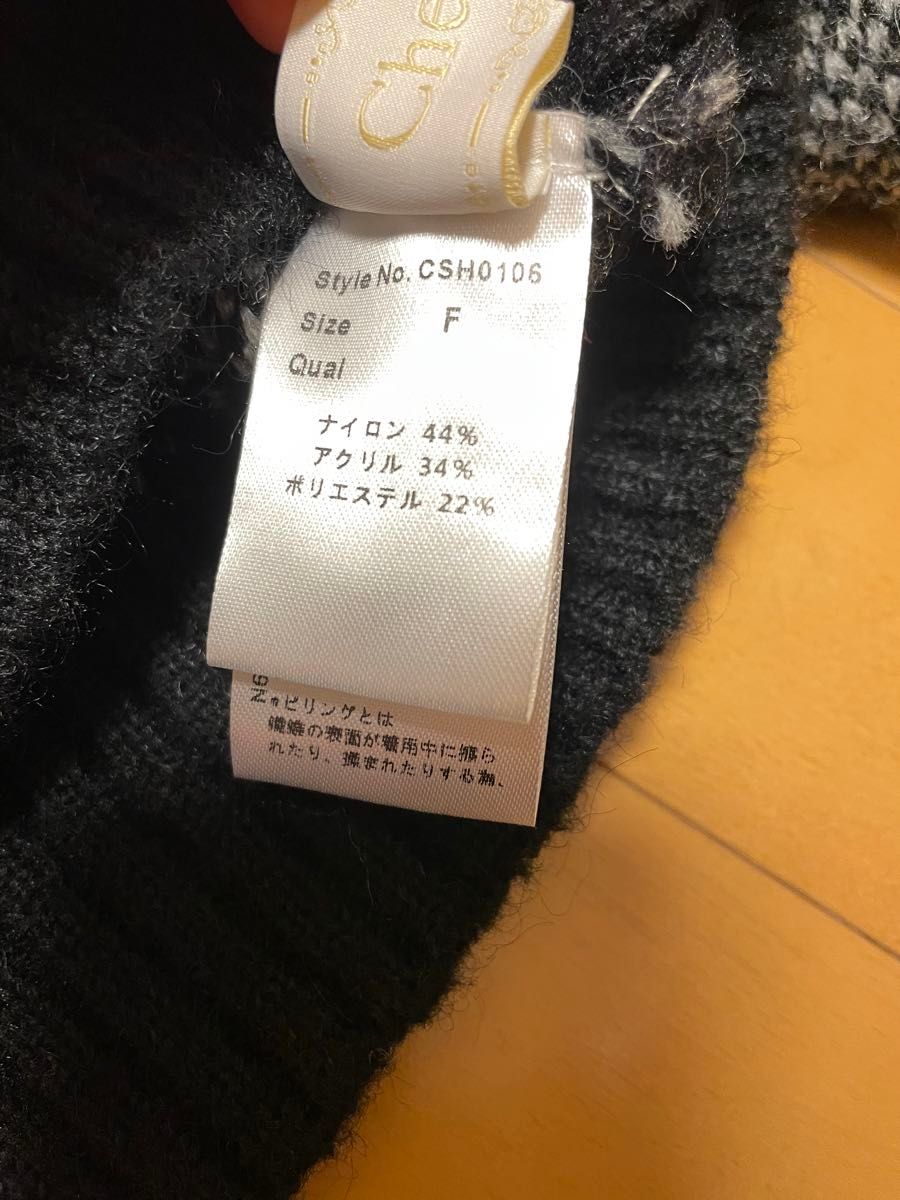 Che
Style No. CSH0106
Size F
Qual
ナイロン 44%
アクリル 34%
ポリエステル 22%
ピリングとは
繊維の表面が着用中に擦ら
れたり、揉まれたりする為、